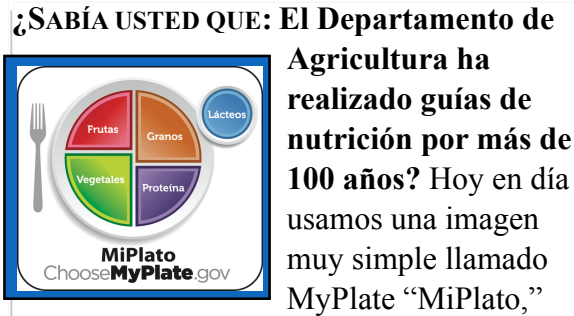 ¿SABÍA USTED QUE: El Departamento de
Agricultura ha
realizado guías de
nutrición por más de
100 años? Hoy en día
usamos una imagen
muy simple llamado
MyPlate “MiPlato,”
Frutas
Granos
Lácteos
Vegetales
Proteína
MiPlato
ChooseMyPlate.gov